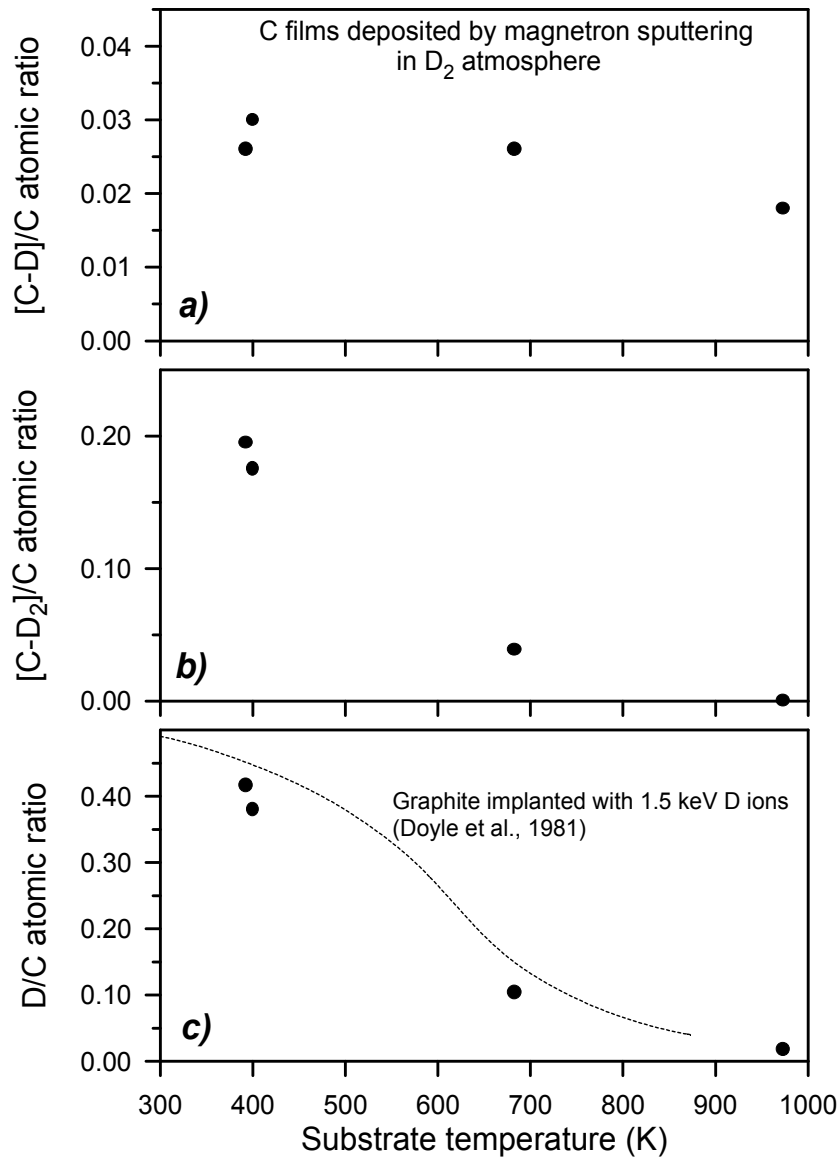 C films deposited by magnetron sputtering
in D₂ atmosphere
[C-D]/C atomic ratio
0.04
0.03
0.02
0.01
0.00
a)
[C-D₂]/C atomic ratio
0.20
0.10
0.00
b)
D/C atomic ratio
0.40
0.30
0.20
0.10
0.00
Graphite implanted with 1.5 keV D ions
(Doyle et al., 1981)
c)
300 400 500 600 700 800 900 1000
Substrate temperature (K)